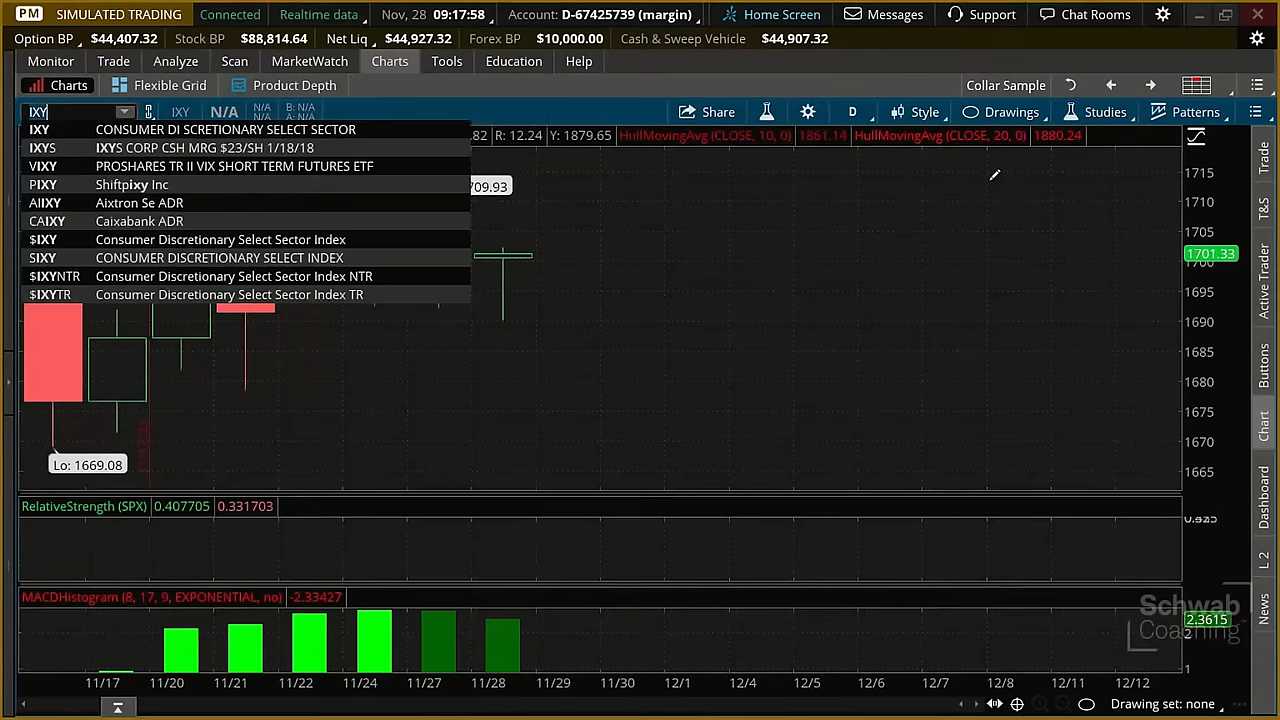 PM SIMULATED TRADING Connected Realtime data Nov, 28 09:17:58 Account: D-67425739 (margin) Home Screen Messages Support Chat Rooms
Option BP $44,407.32 Stock BP $88,814.64 Net Liq $44,927.32 Forex BP $10,000.00 Cash & Sweep Vehicle $44,907.32
Monitor Trade Analyze Scan MarketWatch Charts Tools Education Help
Charts Flexible Grid Product Depth Collar Sample
IXY IXY N/A N/A N/A B: N/A A: N/A Share D Style Drawings Studies Patterns
.82 R: 12.24 Y: 1879.65 HullMovingAvg (CLOSE, 10, 0) 1861.14 HullMovingAvg (CLOSE, 20, 0) 1880.24
IXY CONSUMER DI SCRETIONARY SELECT SECTOR
IXYS IXYS CORP CSH MRG $23/SH 1/18/18
VIXY PROSHARES TR II VIX SHORT TERM FUTURES ETF
PIXY Shiftpixy Inc
AIIXY Aixtron Se ADR
CAIXY Caixabank ADR
$IXY Consumer Discretionary Select Sector Index
SIXY CONSUMER DISCRETIONARY SELECT INDEX
$IXYNTR Consumer Discretionary Select Sector Index NTR
$IXYTR Consumer Discretionary Select Sector Index TR
709.93
1715
1710
1705
1701.33
1700
1695
1690
1685
1680
1675
1670
1665
Lo: 1669.08
RelativeStrength (SPX) 0.407705 0.331703
0.925
MACDHistogram (8, 17, 9, EXPONENTIAL, no) -2.33427
2.3615
2
1
Schwab
Coaching
11/17 11/20 11/21 11/22 11/24 11/27 11/28 11/29 11/30 12/1 12/4 12/5 12/6 12/7 12/8 12/11 12/12
Drawing set: none
Trade
T&S
Active Trader
Buttons
Chart
Dashboard
L 2
News